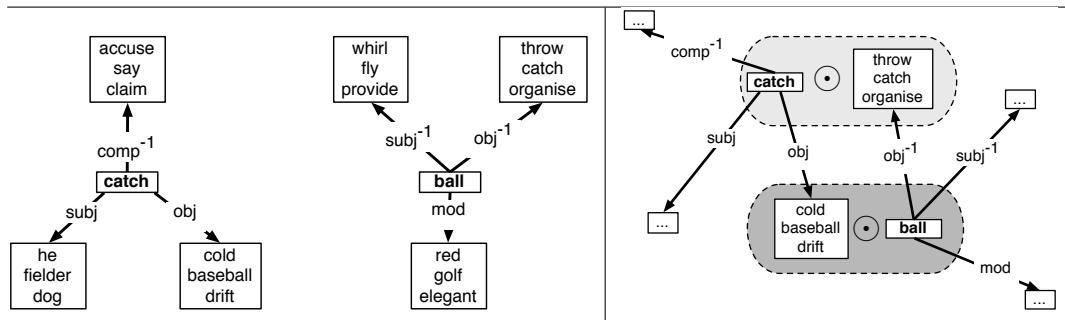 accuse
say
claim
comp-1
catch
subj
obj
he
fielder
dog
cold
baseball
drift
whirl
fly
provide
throw
catch
organise
subj-1
obj-1
ball
mod
red
golf
elegant
...
comp-1
catch
throw
catch
organise
...
subj
obj
obj-1
subj-1
...
cold
baseball
drift
ball
mod
...